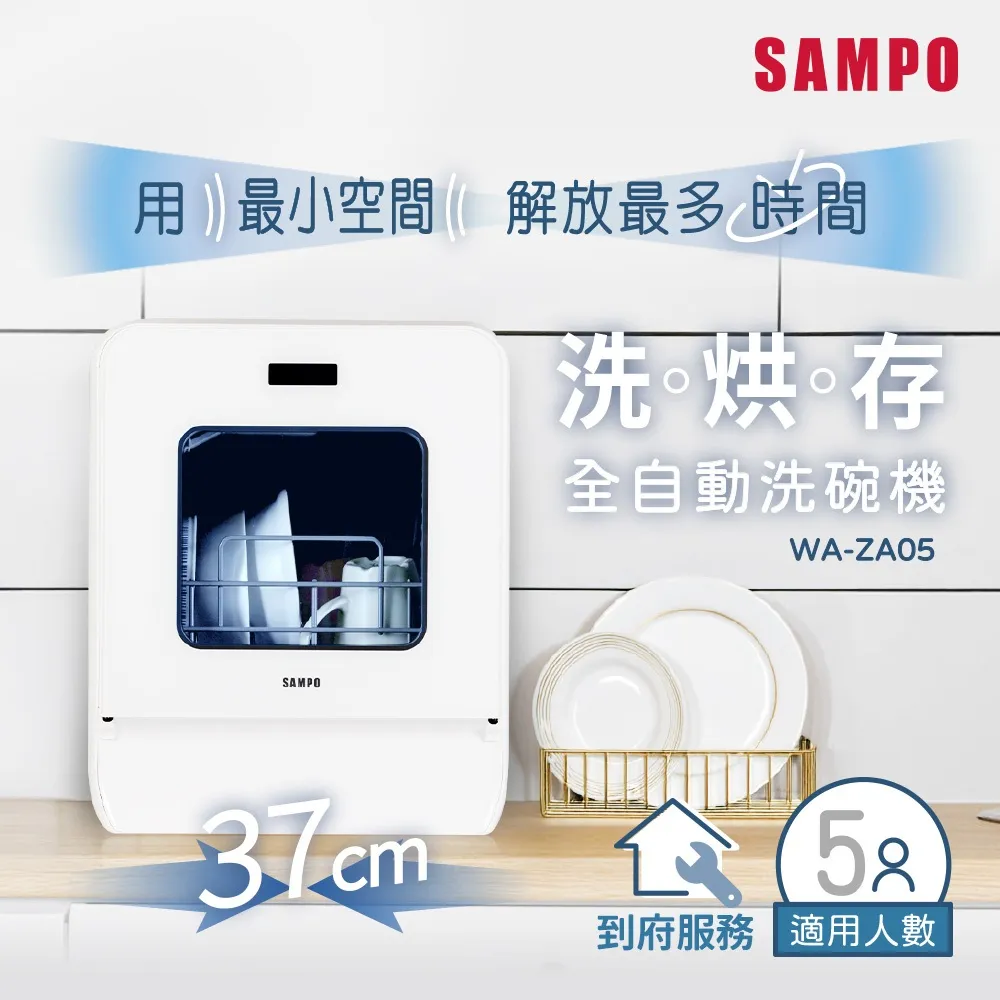 SAMPO
用 最小空間 解放最多 時間
洗。烘。存
全自動洗碗機
WA-ZA05
SAMPO
37cm
5
到府服務
適用人數